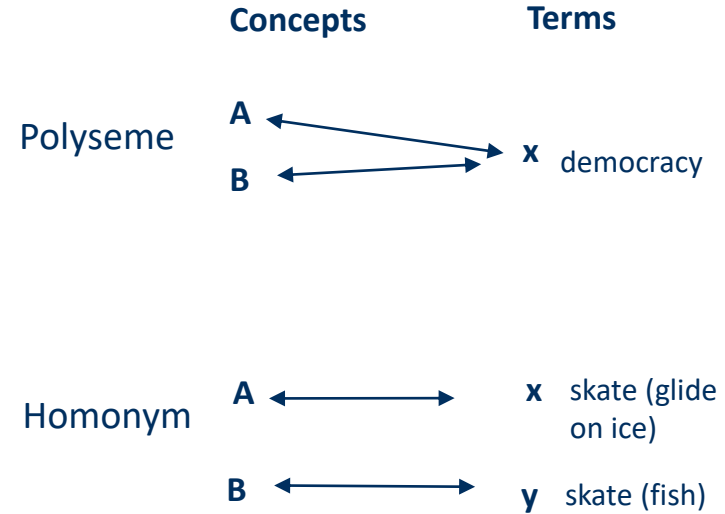 Concepts Terms
A
Polyseme
x democracy
B
A x skate (glide
Homonym on ice)
B y skate (fish)